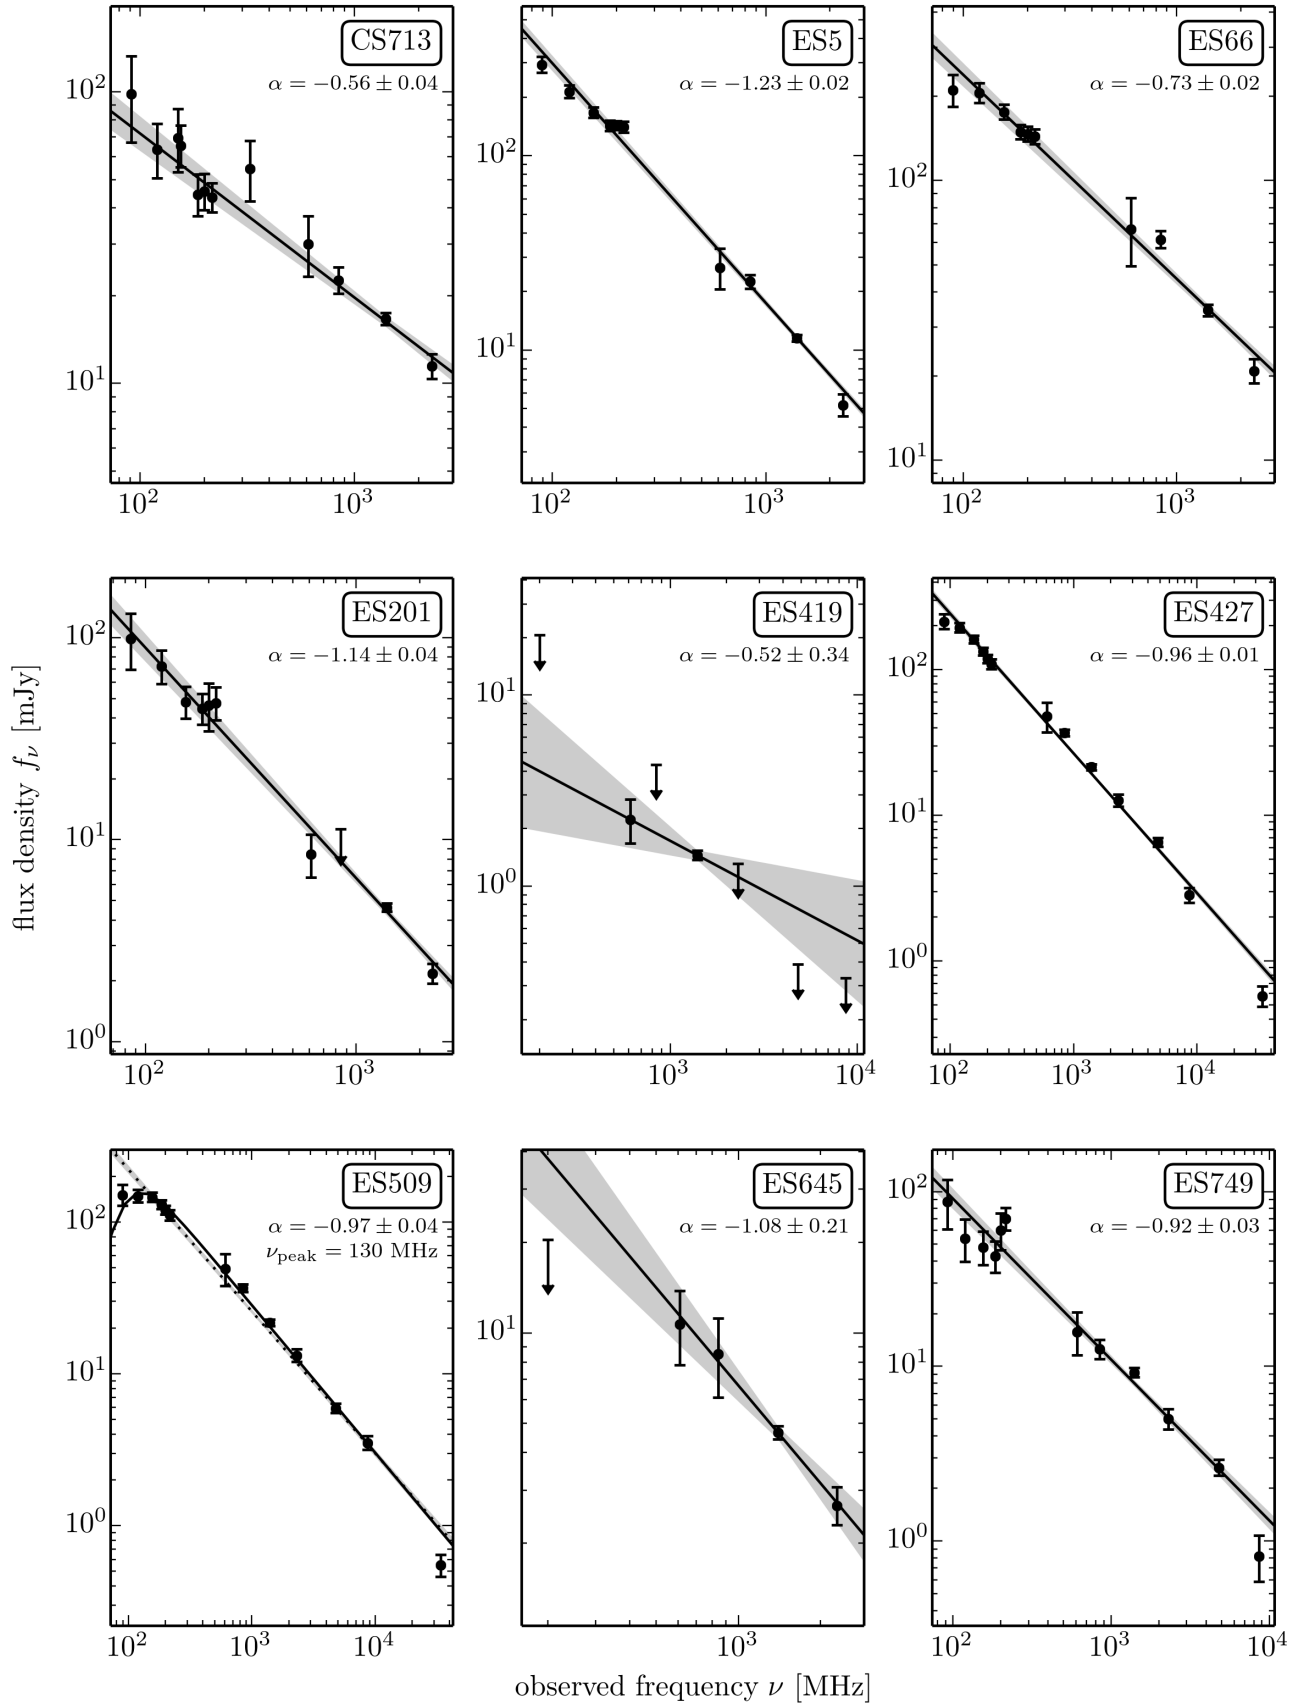 CS713
α = −0.56 ± 0.04
10²
10¹
10² 10³
ES5
α = −1.23 ± 0.02
10²
10¹
10² 10³
ES66
α = −0.73 ± 0.02
10²
10¹
10² 10³
flux density fν [mJy]
ES201
α = −1.14 ± 0.04
10²
10¹
10⁰
10² 10³
ES419
α = −0.52 ± 0.34
10¹
10⁰
10³ 10⁴
ES427
α = −0.96 ± 0.01
10²
10¹
10⁰
10² 10³ 10⁴
ES509
α = −0.97 ± 0.04
νpeak = 130 MHz
10²
10¹
10⁰
10² 10³ 10⁴
ES645
α = −1.08 ± 0.21
10¹
10³
ES749
α = −0.92 ± 0.03
10²
10¹
10⁰
10² 10³ 10⁴
observed frequency ν [MHz]